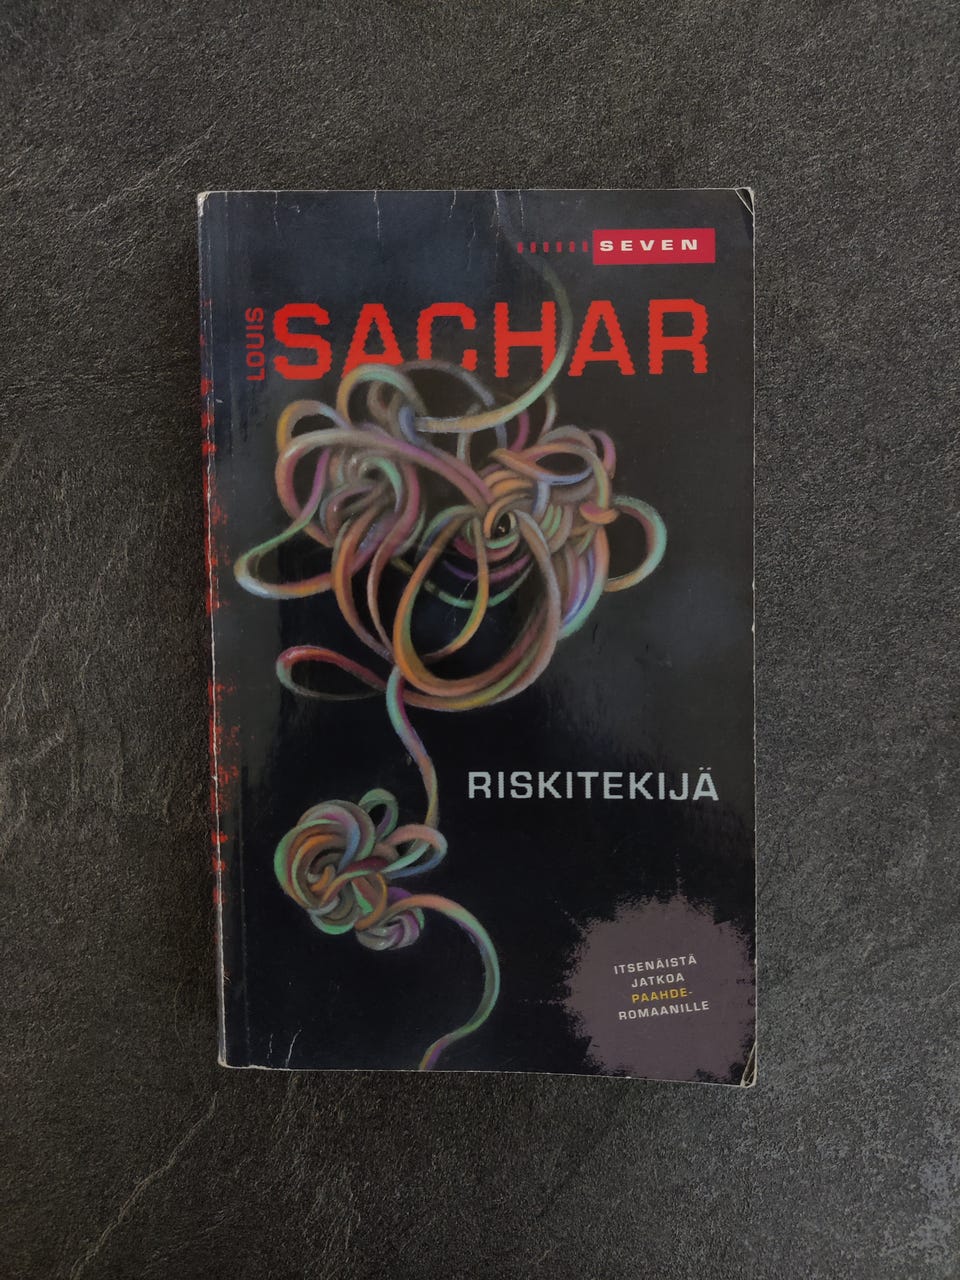 SEVEN
LOUIS
SACHAR
RISKITEKIJÄ
ITSENÄISTÄ
JATKOA
PAAHDE-
ROMAANILLE